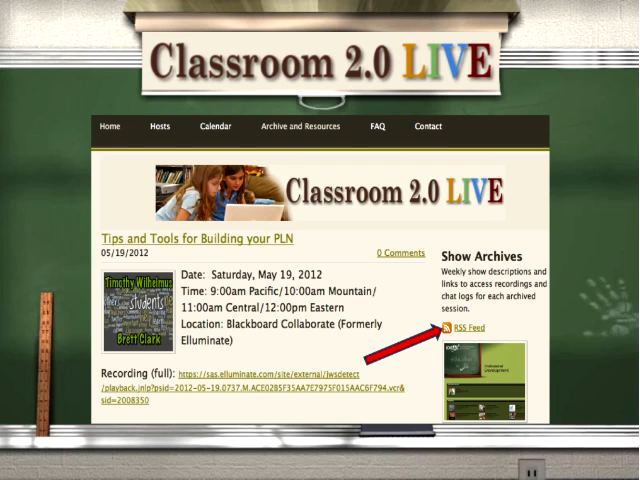 Classroom 2.0 LIVE
Home Hosts Calendar Archive and Resources FAQ Contact
Classroom 2.0 LIVE
Tips and Tools for Building your PLN
05/19/2012 0 Comments
Timothy Wilhelmus
students
Brett Clark
Date: Saturday, May 19, 2012
Time: 9:00am Pacific/10:00am Mountain/
11:00am Central/12:00pm Eastern
Location: Blackboard Collaborate (Formerly
Elluminate)
Recording (full): https://sas.elluminate.com/site/external/jwsdetect
/playback.jnlp?psid=2012-05-19.0737.M.ACE02B5F35AA7E7975F015AAC6F794.vcr&
sid=2008350
Show Archives
Weekly show descriptions and
links to access recordings and
chat logs for each archived
session.
RSS Feed